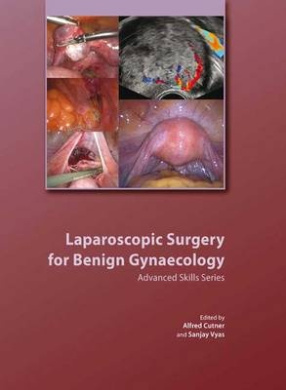 Laparoscopic Surgery
for Benign Gynaecology
Advanced Skills Series
Edited by
Alfred Cutner
and Sanjay Vyas